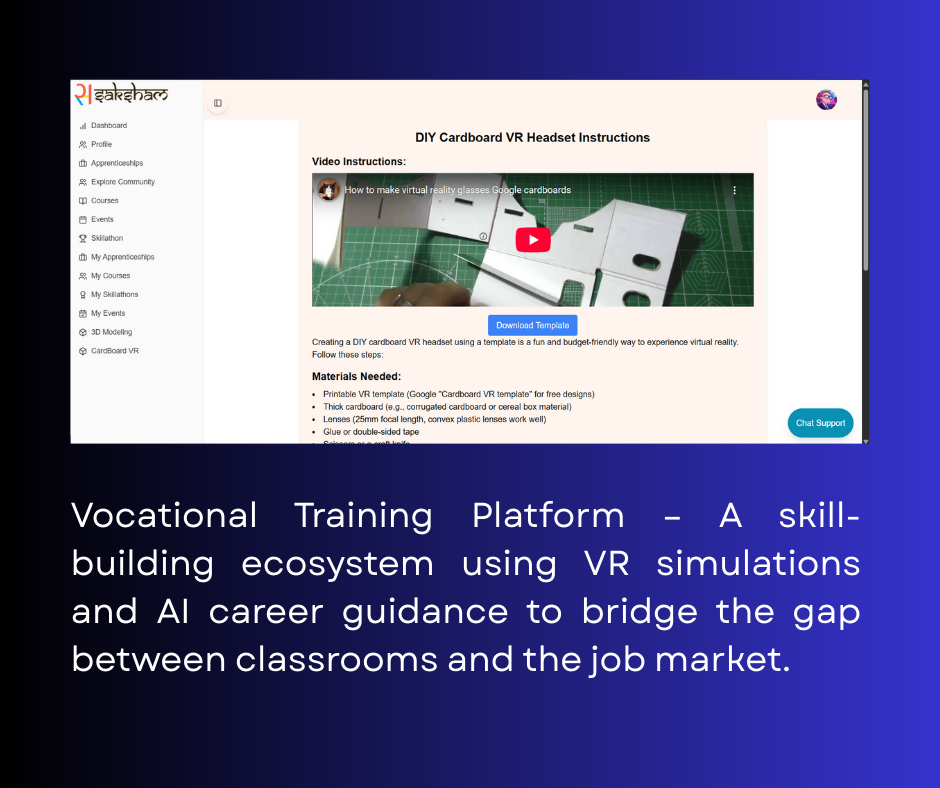 सा saksham
Dashboard
Profile
Apprenticeships
Explore Community
Courses
Events
Skillathon
My Apprenticeships
My Courses
My Skillathons
My Events
3D Modeling
CardBoard VR
DIY Cardboard VR Headset Instructions
Video Instructions:
How to make virtual reality glasses Google cardboards
Download Template
Creating a DIY cardboard VR headset using a template is a fun and budget-friendly way to experience virtual reality.
Follow these steps:
Materials Needed:
• Printable VR template (Google "Cardboard VR template" for free designs)
• Thick cardboard (e.g., corrugated cardboard or cereal box material)
• Lenses (25mm focal length, convex plastic lenses work well)
• Glue or double-sided tape
• Scissors or a craft knife
Chat Support
Vocational Training Platform – A skill-
building ecosystem using VR simulations
and AI career guidance to bridge the gap
between classrooms and the job market.